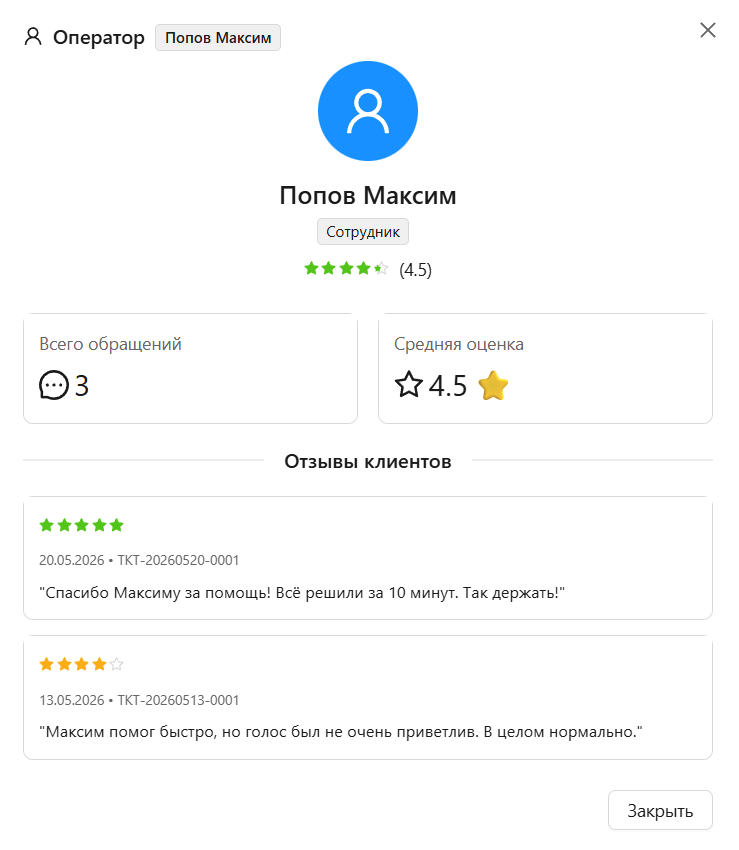 Оператор Попов Максим
Попов Максим
Сотрудник
(4.5)
Всего обращений
3
Средняя оценка
4.5
Отзывы клиентов
20.05.2026 • ТКТ-20260520-0001
"Спасибо Максиму за помощь! Всё решили за 10 минут. Так держать!"
13.05.2026 • ТКТ-20260513-0001
"Максим помог быстро, но голос был не очень приветлив. В целом нормально."
Закрыть